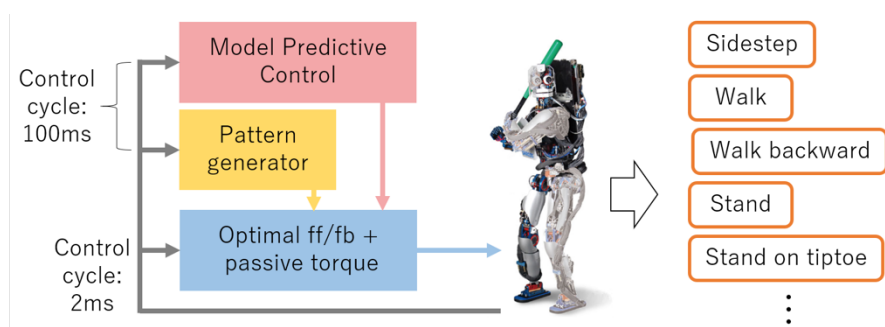 Model Predictive
Control
Control
cycle:
100ms
Pattern
generator
Control
cycle:
2ms
Optimal ff/fb +
passive torque
Sidestep
Walk
Walk backward
Stand
Stand on tiptoe
⋮